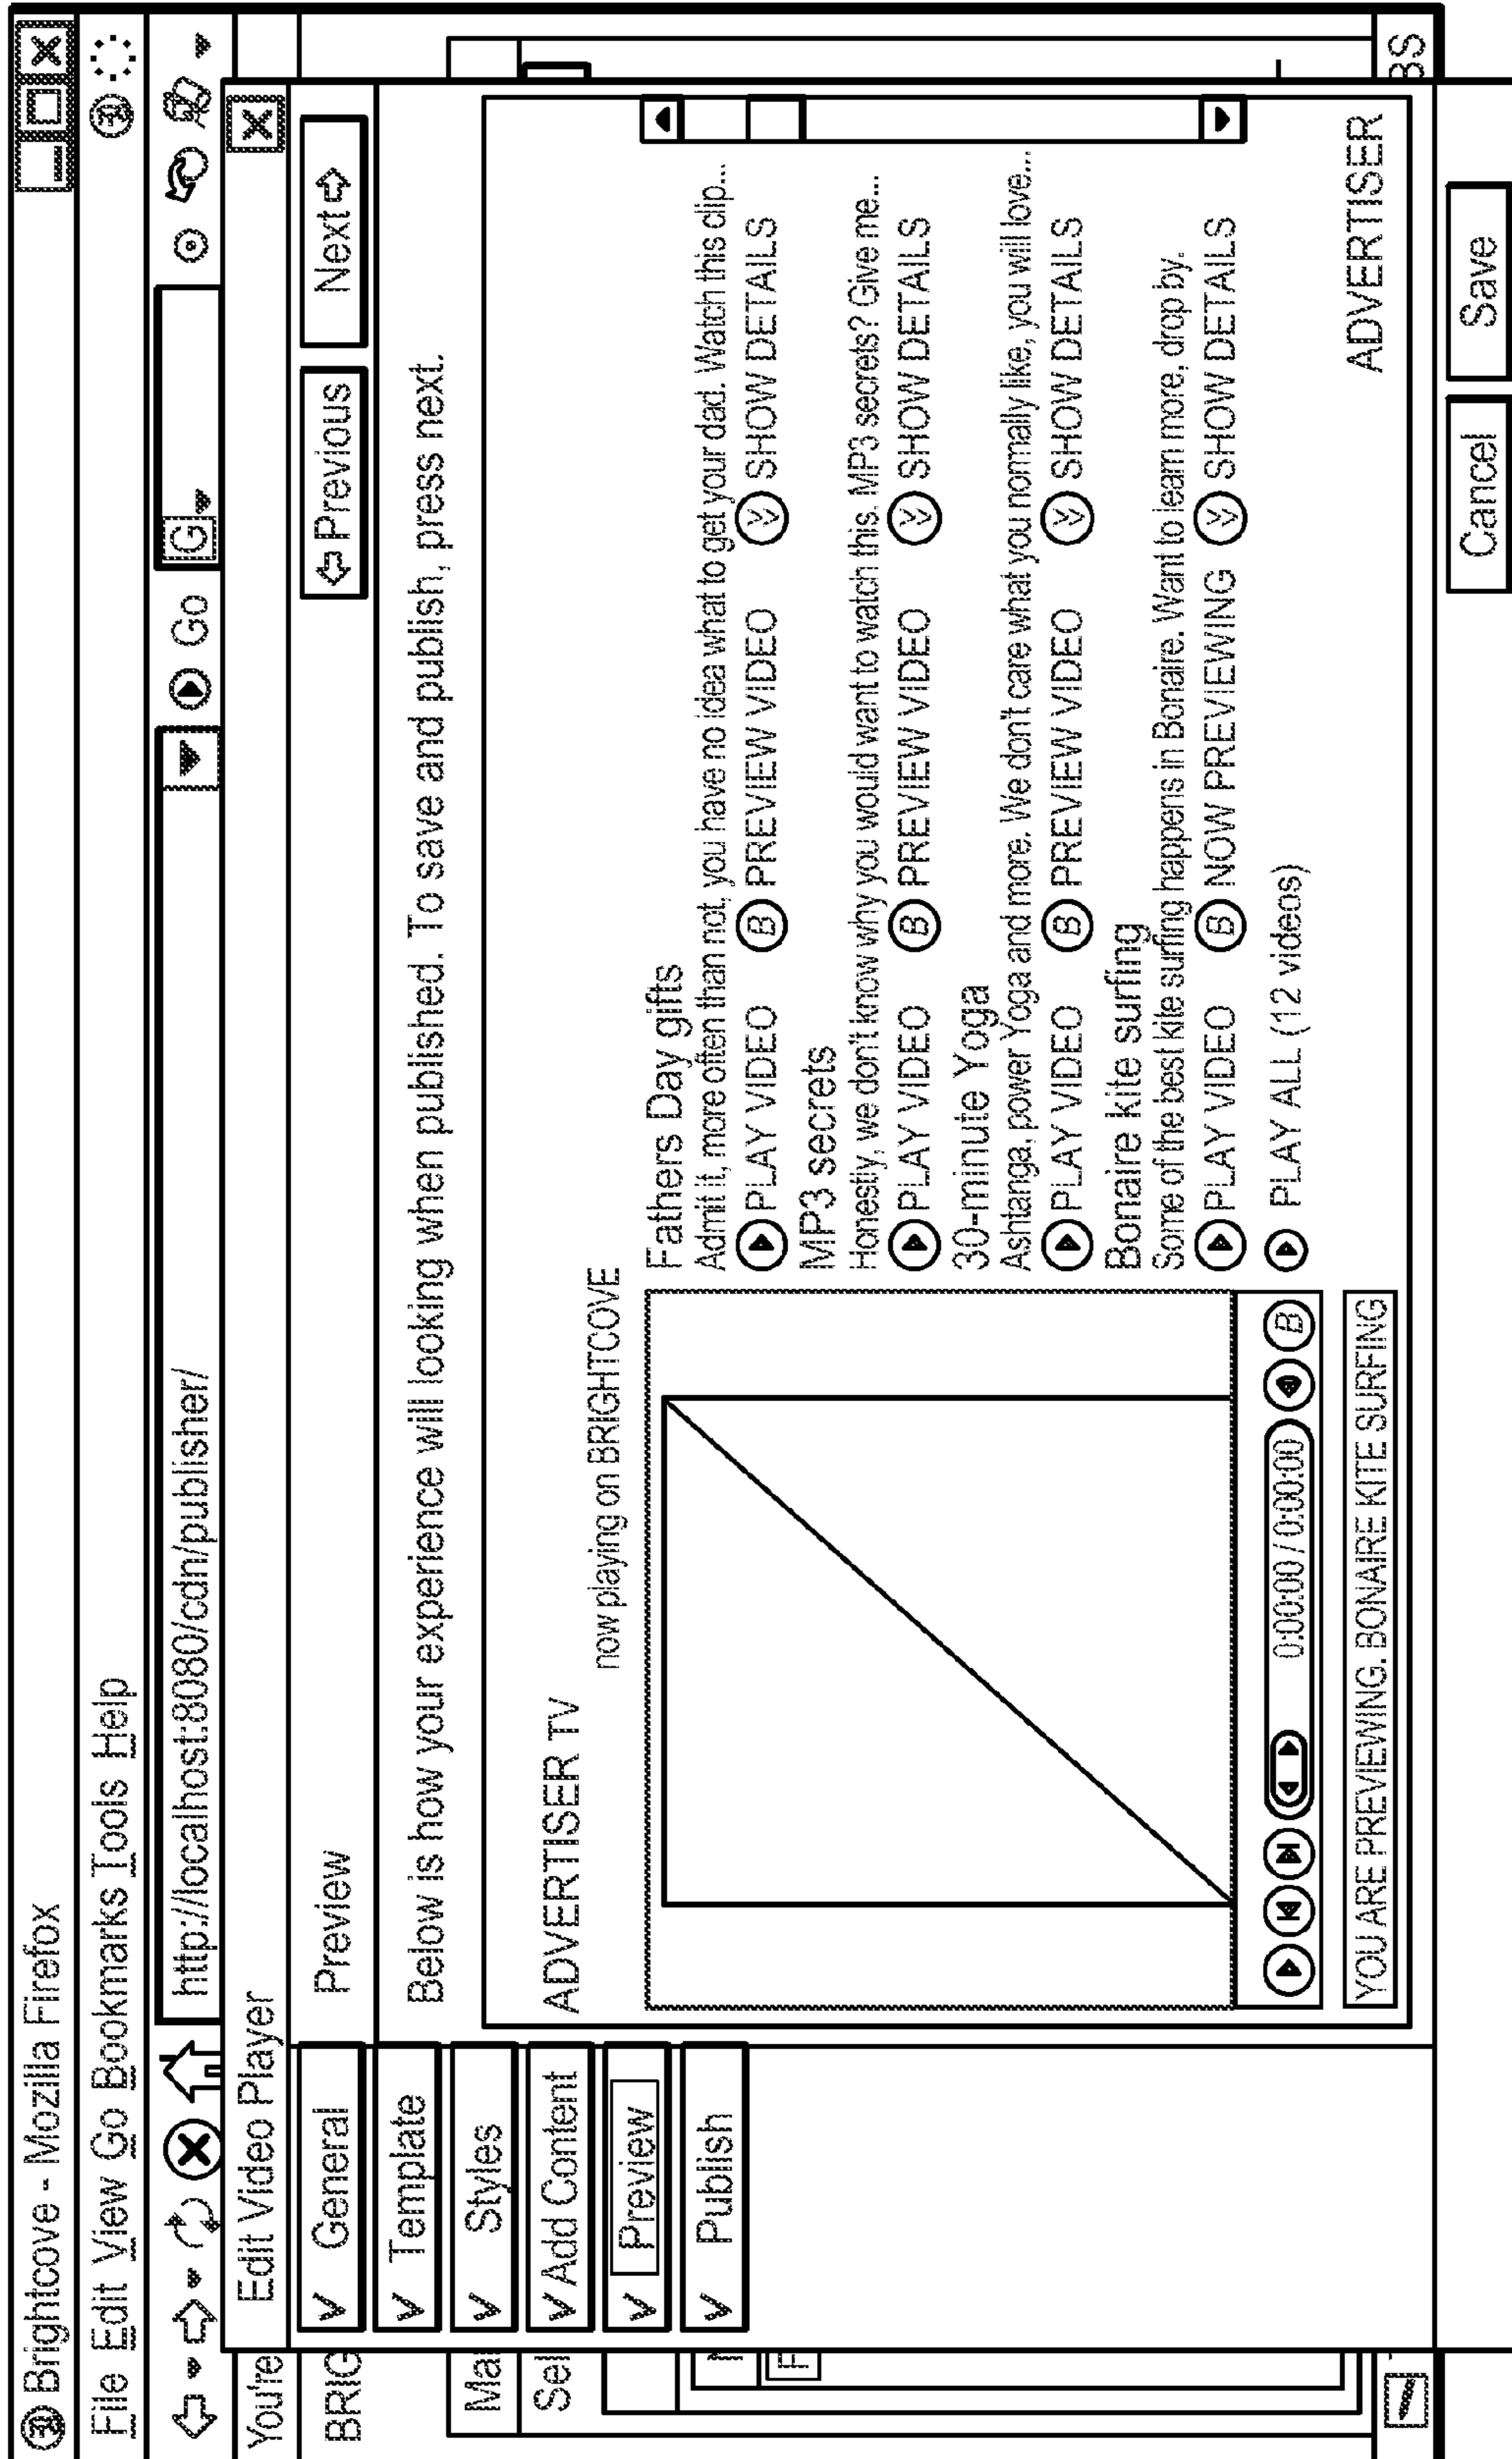 Brightcove - Mozilla Firefox
File Edit View Go Bookmarks Tools Help
http://localhost:8080/cdn/publisher/
Go
G
You're
Edit Video Player
BRIG
General
Preview
Previous
Next
Template
Below is how your experience will looking when published. To save and publish, press next.
Mai
Styles
Sel
Add Content
ADVERTISER TV
now playing on BRIGHTCOVE
Preview
Publish
Fathers Day gifts
Admit it, more often than not, you have no idea what to get your dad. Watch this clip...
PLAY VIDEO B PREVIEW VIDEO SHOW DETAILS
MP3 secrets
Honestly, we don't know why you would want to watch this. MP3 secrets? Give me...
PLAY VIDEO B PREVIEW VIDEO SHOW DETAILS
30-minute Yoga
Ashtanga, power Yoga and more. We don't care what you normally like, you will love...
PLAY VIDEO B PREVIEW VIDEO SHOW DETAILS
Bonaire kite surfing
Some of the best kite surfing happens in Bonaire. Want to learn more, drop by.
PLAY VIDEO B NOW PREVIEWING SHOW DETAILS
0:00:00 / 0:00:00 B
PLAY ALL (12 videos)
YOU ARE PREVIEWING. BONAIRE KITE SURFING
ADVERTISER
BS
Cancel
Save